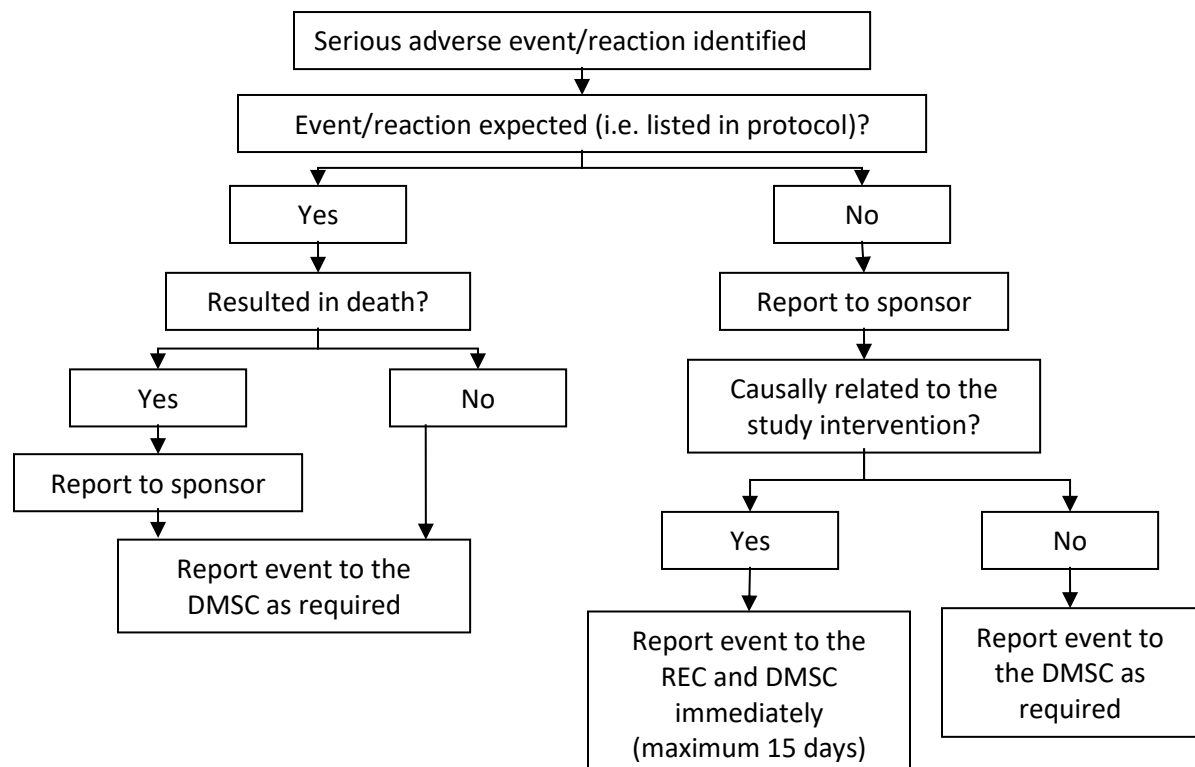 Serious adverse event/reaction identified
Event/reaction expected (i.e. listed in protocol)?
Yes
No
Resulted in death?
Report to sponsor
Yes
No
Causally related to the
study intervention?
Report to sponsor
Yes
No
Report event to the
DMSC as required
Report event to the
REC and DMSC
immediately
(maximum 15 days)
Report event to
the DMSC as
required